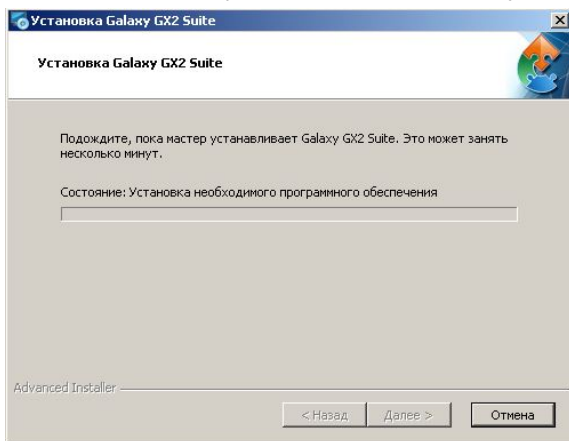 Установка Galaxy GX2 Suite
Установка Galaxy GX2 Suite
Подождите, пока мастер устанавливает Galaxy GX2 Suite. Это может занять
несколько минут.
Состояние: Установка необходимого программного обеспечения
Advanced Installer
< Назад Далее > Отмена